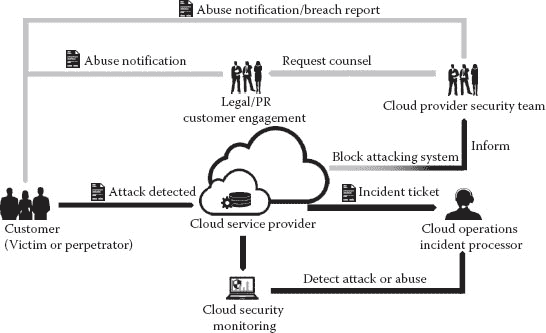 Abuse notification/breach report
Abuse notification
Request counsel
Legal/PR
customer engagement
Cloud provider security team
Block attacking system
Inform
Attack detected
Incident ticket
Customer
(Victim or perpetrator)
Cloud service provider
Cloud operations
incident processor
Detect attack or abuse
Cloud security
monitoring